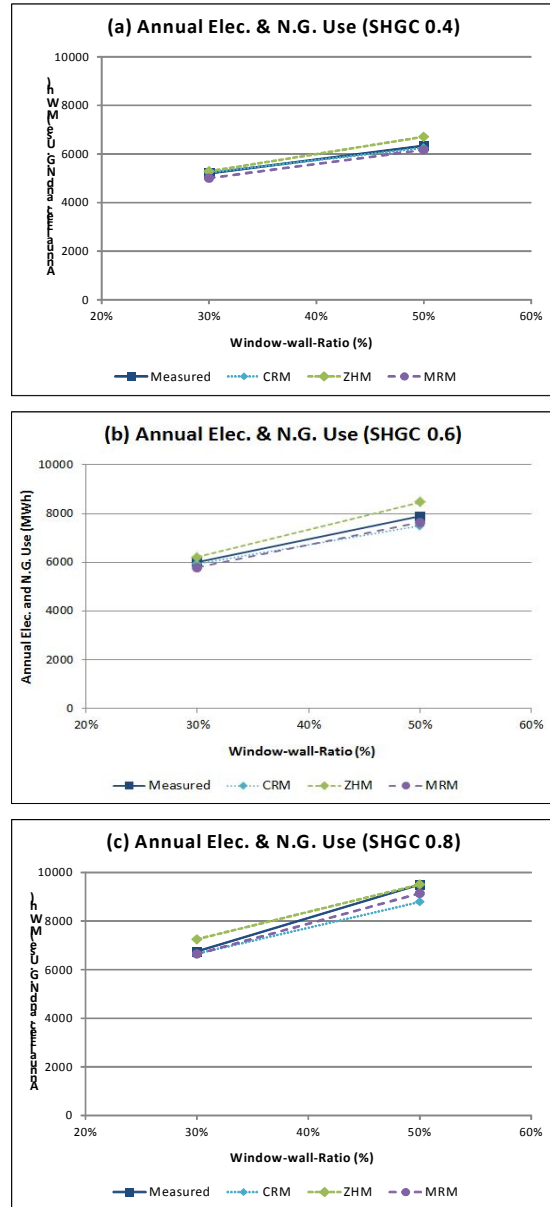 (a) Annual Elec. & N.G. Use (SHGC 0.4)
10000
8000
6000
4000
2000
0
20%
30%
40%
50%
60%
Window-wall-Ratio (%)
Measured
CRM
ZHM
MRM
(b) Annual Elec. & N.G. Use (SHGC 0.6)
Annual Elec. and N.G. Use (MWh)
10000
8000
6000
4000
2000
0
20%
30%
40%
50%
60%
Window-wall-Ratio (%)
Measured
CRM
ZHM
MRM
(c) Annual Elec. & N.G. Use (SHGC 0.8)
10000
8000
6000
4000
2000
0
20%
30%
40%
50%
60%
Window-wall-Ratio (%)
Measured
CRM
ZHM
MRM